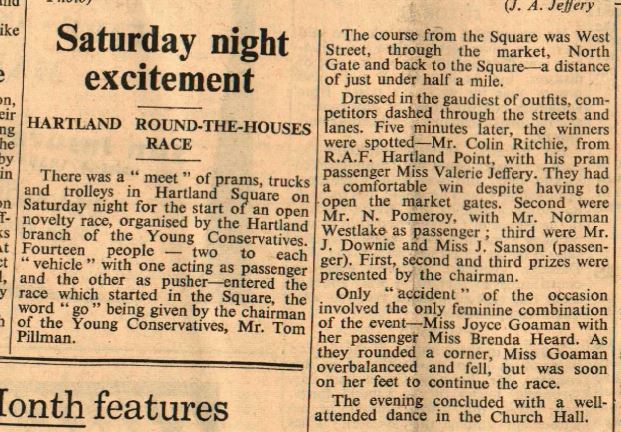 (J. A. Jeffery
Saturday night
excitement
HARTLAND ROUND-THE-HOUSES
RACE
There was a " meet " of prams, trucks
and trolleys in Hartland Square on
Saturday night for the start of an open
novelty race, organised by the Hartland
branch of the Young Conservatives.
Fourteen people — two to each
" vehicle " with one acting as passenger
and the other as pusher—entered the
race which started in the Square, the
word " go " being given by the chairman
of the Young Conservatives, Mr. Tom
Pillman.
The course from the Square was West
Street, through the market, North
Gate and back to the Square—a distance
of just under half a mile.
Dressed in the gaudiest of outfits, com-
petitors dashed through the streets and
lanes. Five minutes later, the winners
were spotted—Mr. Colin Ritchie, from
R.A.F. Hartland Point, with his pram
passenger Miss Valerie Jeffery. They had
a comfortable win despite having to
open the market gates. Second were
Mr. N. Pomeroy, with Mr. Norman
Westlake as passenger ; third were Mr.
J. Downie and Miss J. Sanson (passen-
ger). First, second and third prizes were
presented by the chairman.
Only " accident " of the occasion
involved the only feminine combination
of the event—Miss Joyce Goaman with
her passenger Miss Brenda Heard. As
they rounded a corner, Miss Goaman
overbalanceed and fell, but was soon
on her feet to continue the race.
The evening concluded with a well-
attended dance in the Church Hall.
Month features